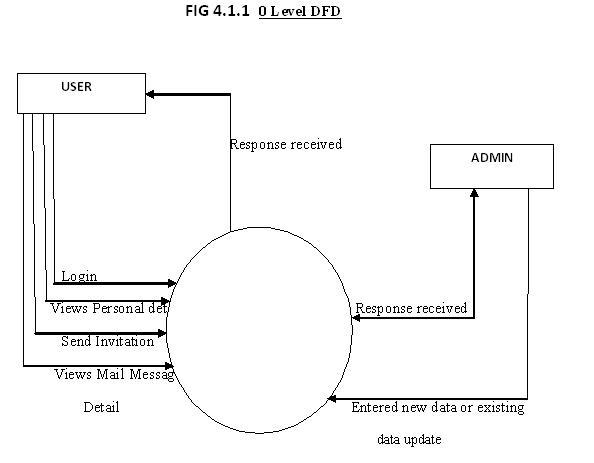 FIG 4.1.1 0 Level DFD
USER
Response received
ADMIN
Login
Views Personal det
Response received
Send Invitation
Views Mail Messag
Detail
Entered new data or existing
data update